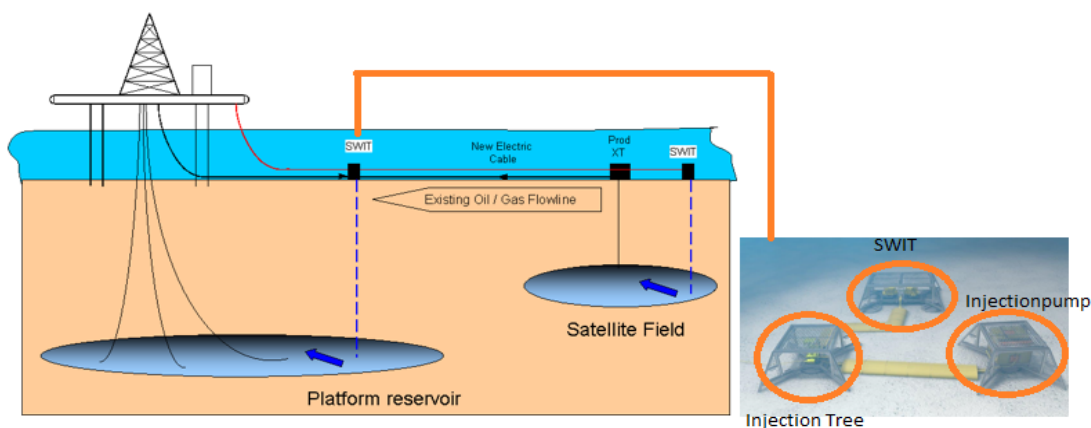 SWIT
New Electric
Cable
Prod
XT
SWIT
Existing Oil / Gas Flowline
Satellite Field
Platform reservoir
SWIT
Injectionpump
Injection Tree